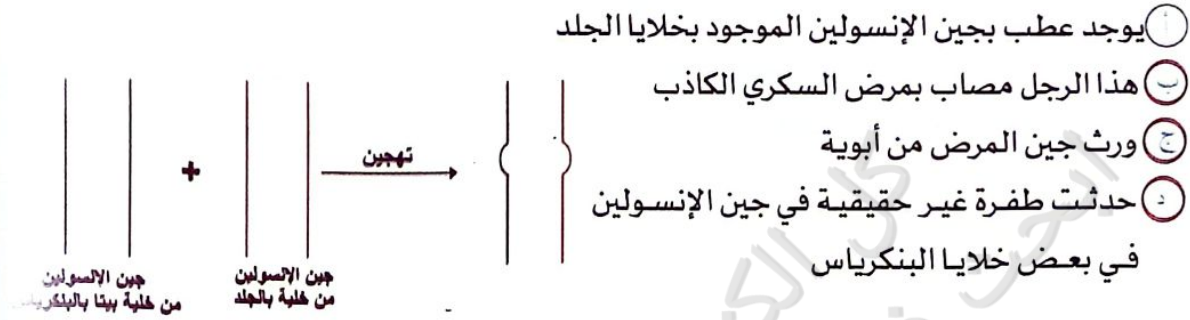 أ يوجد عطب بجين الإنسولين الموجود بخلايا الجلد
ب هذا الرجل مصاب بمرض السكري الكاذب
ج ورث جين المرض من أبوية
د حدثت طفرة غير حقيقية في جين الإنسولين
في بعض خلايا البنكرياس
تهجين
+
جين الانسولين
من خلية بالجلد
جين الانسولين
من خلية بيتا بالبنكرياس
كل
ابحث